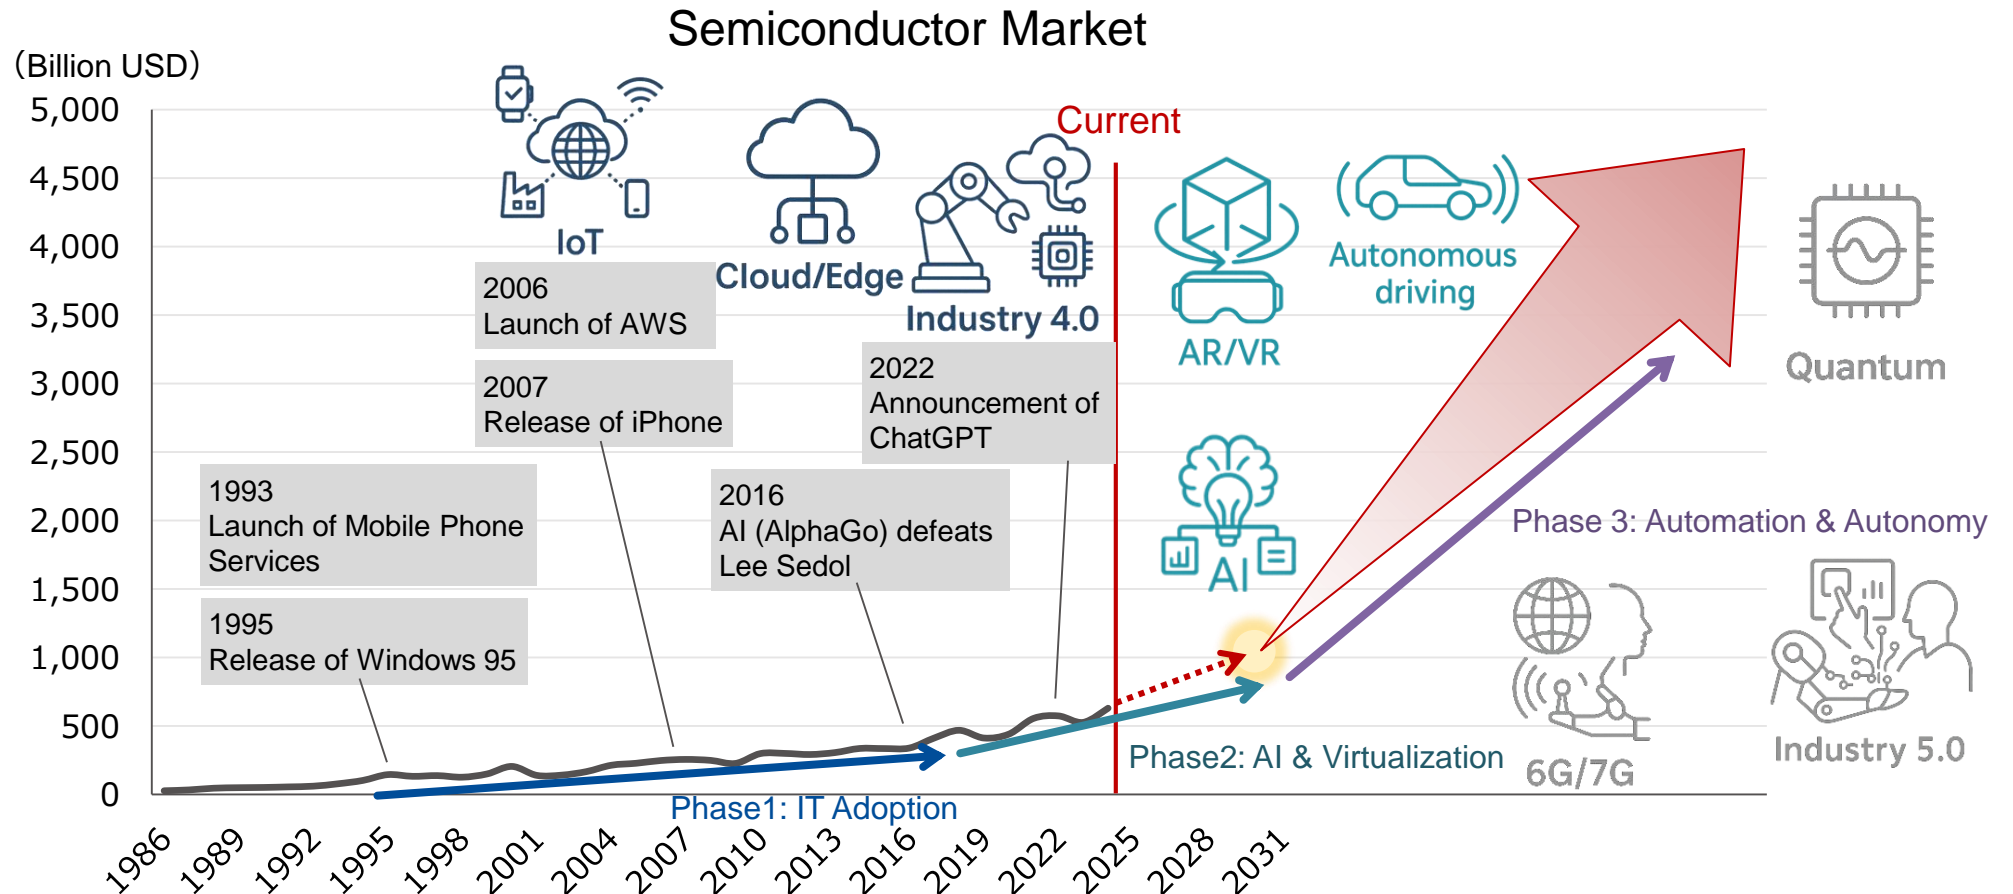 Semiconductor Market
（Billion USD）
5,000
4,500
4,000
3,500
3,000
2,500
2,000
1,500
1,000
500
0
IoT
Cloud/Edge
Industry 4.0
Current
AR/VR
Autonomous
driving
Quantum
2006
Launch of AWS
2007
Release of iPhone
2022
Announcement of
ChatGPT
1993
Launch of Mobile Phone
Services
2016
AI (AlphaGo) defeats
Lee Sedol
1995
Release of Windows 95
AI
Phase 3: Automation & Autonomy
Phase2: AI & Virtualization
6G/7G
Industry 5.0
Phase1: IT Adoption
1986
1989
1992
1995
1998
2001
2004
2007
2010
2013
2016
2019
2022
2025
2028
2031